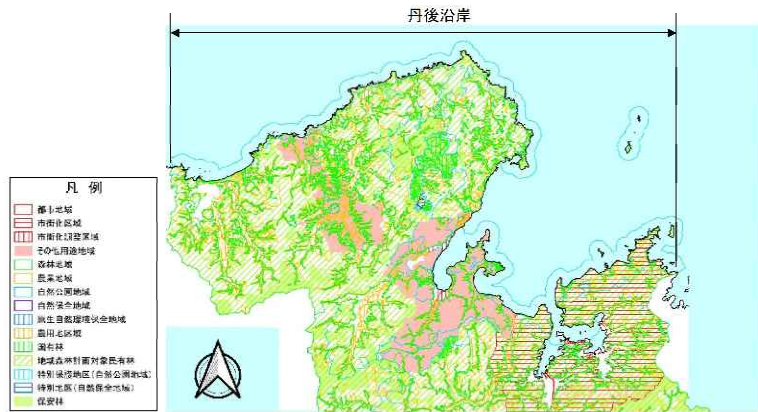 丹後沿岸
凡 例
都市地域
市街化区域
市街化調整区域
その他用途地域
森林地域
農業地域
自然公園地域
自然保全地域
原生自然環境保全地域
農用地区域
国有林
地域森林計画対象民有林
特別保護地区(自然公園地域)
特別地区(自然保全地域)
保安林